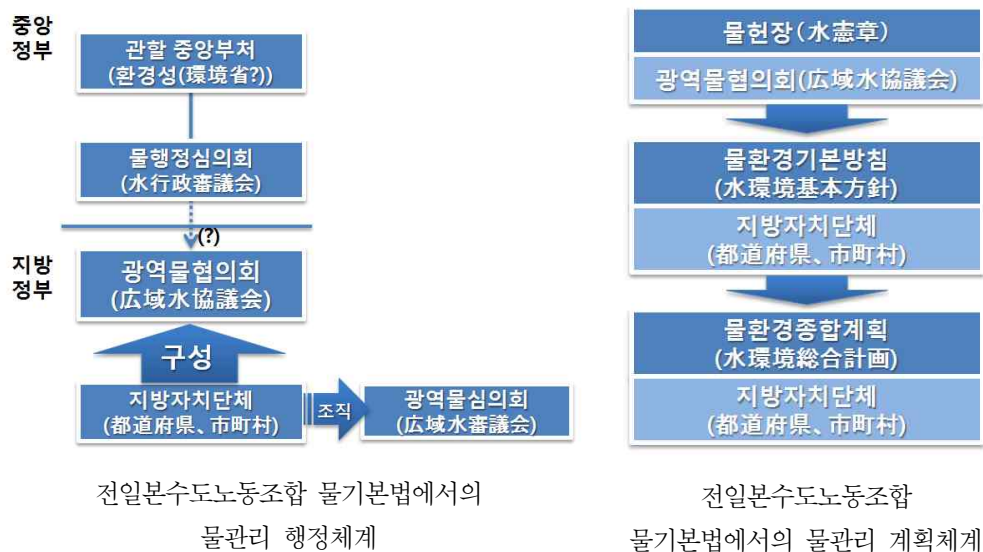 중앙
정부
관할 중앙부처
(환경성(環境省?))
물행정심의회
(水行政審議会)
(?)
지방
정부
광역물협의회
(広域水協議会)
구성
지방자치단체
(都道府県、市町村)
조직
광역물심의회
(広域水審議会)
전일본수도노동조합 물기본법에서의
물관리 행정체계
물헌장(水憲章)
광역물협의회(広域水協議会)
물환경기본방침
(水環境基本方針)
지방자치단체
(都道府県、市町村)
물환경종합계획
(水環境総合計画)
지방자치단체
(都道府県、市町村)
전일본수도노동조합
물기본법에서의 물관리 계획체계